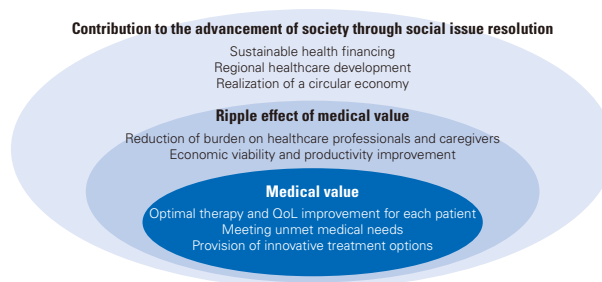 Contribution to the advancement of society through social issue resolution
Sustainable health financing
Regional healthcare development
Realization of a circular economy
Ripple effect of medical value
Reduction of burden on healthcare professionals and caregivers
Economic viability and productivity improvement
Medical value
Optimal therapy and QoL improvement for each patient
Meeting unmet medical needs
Provision of innovative treatment options